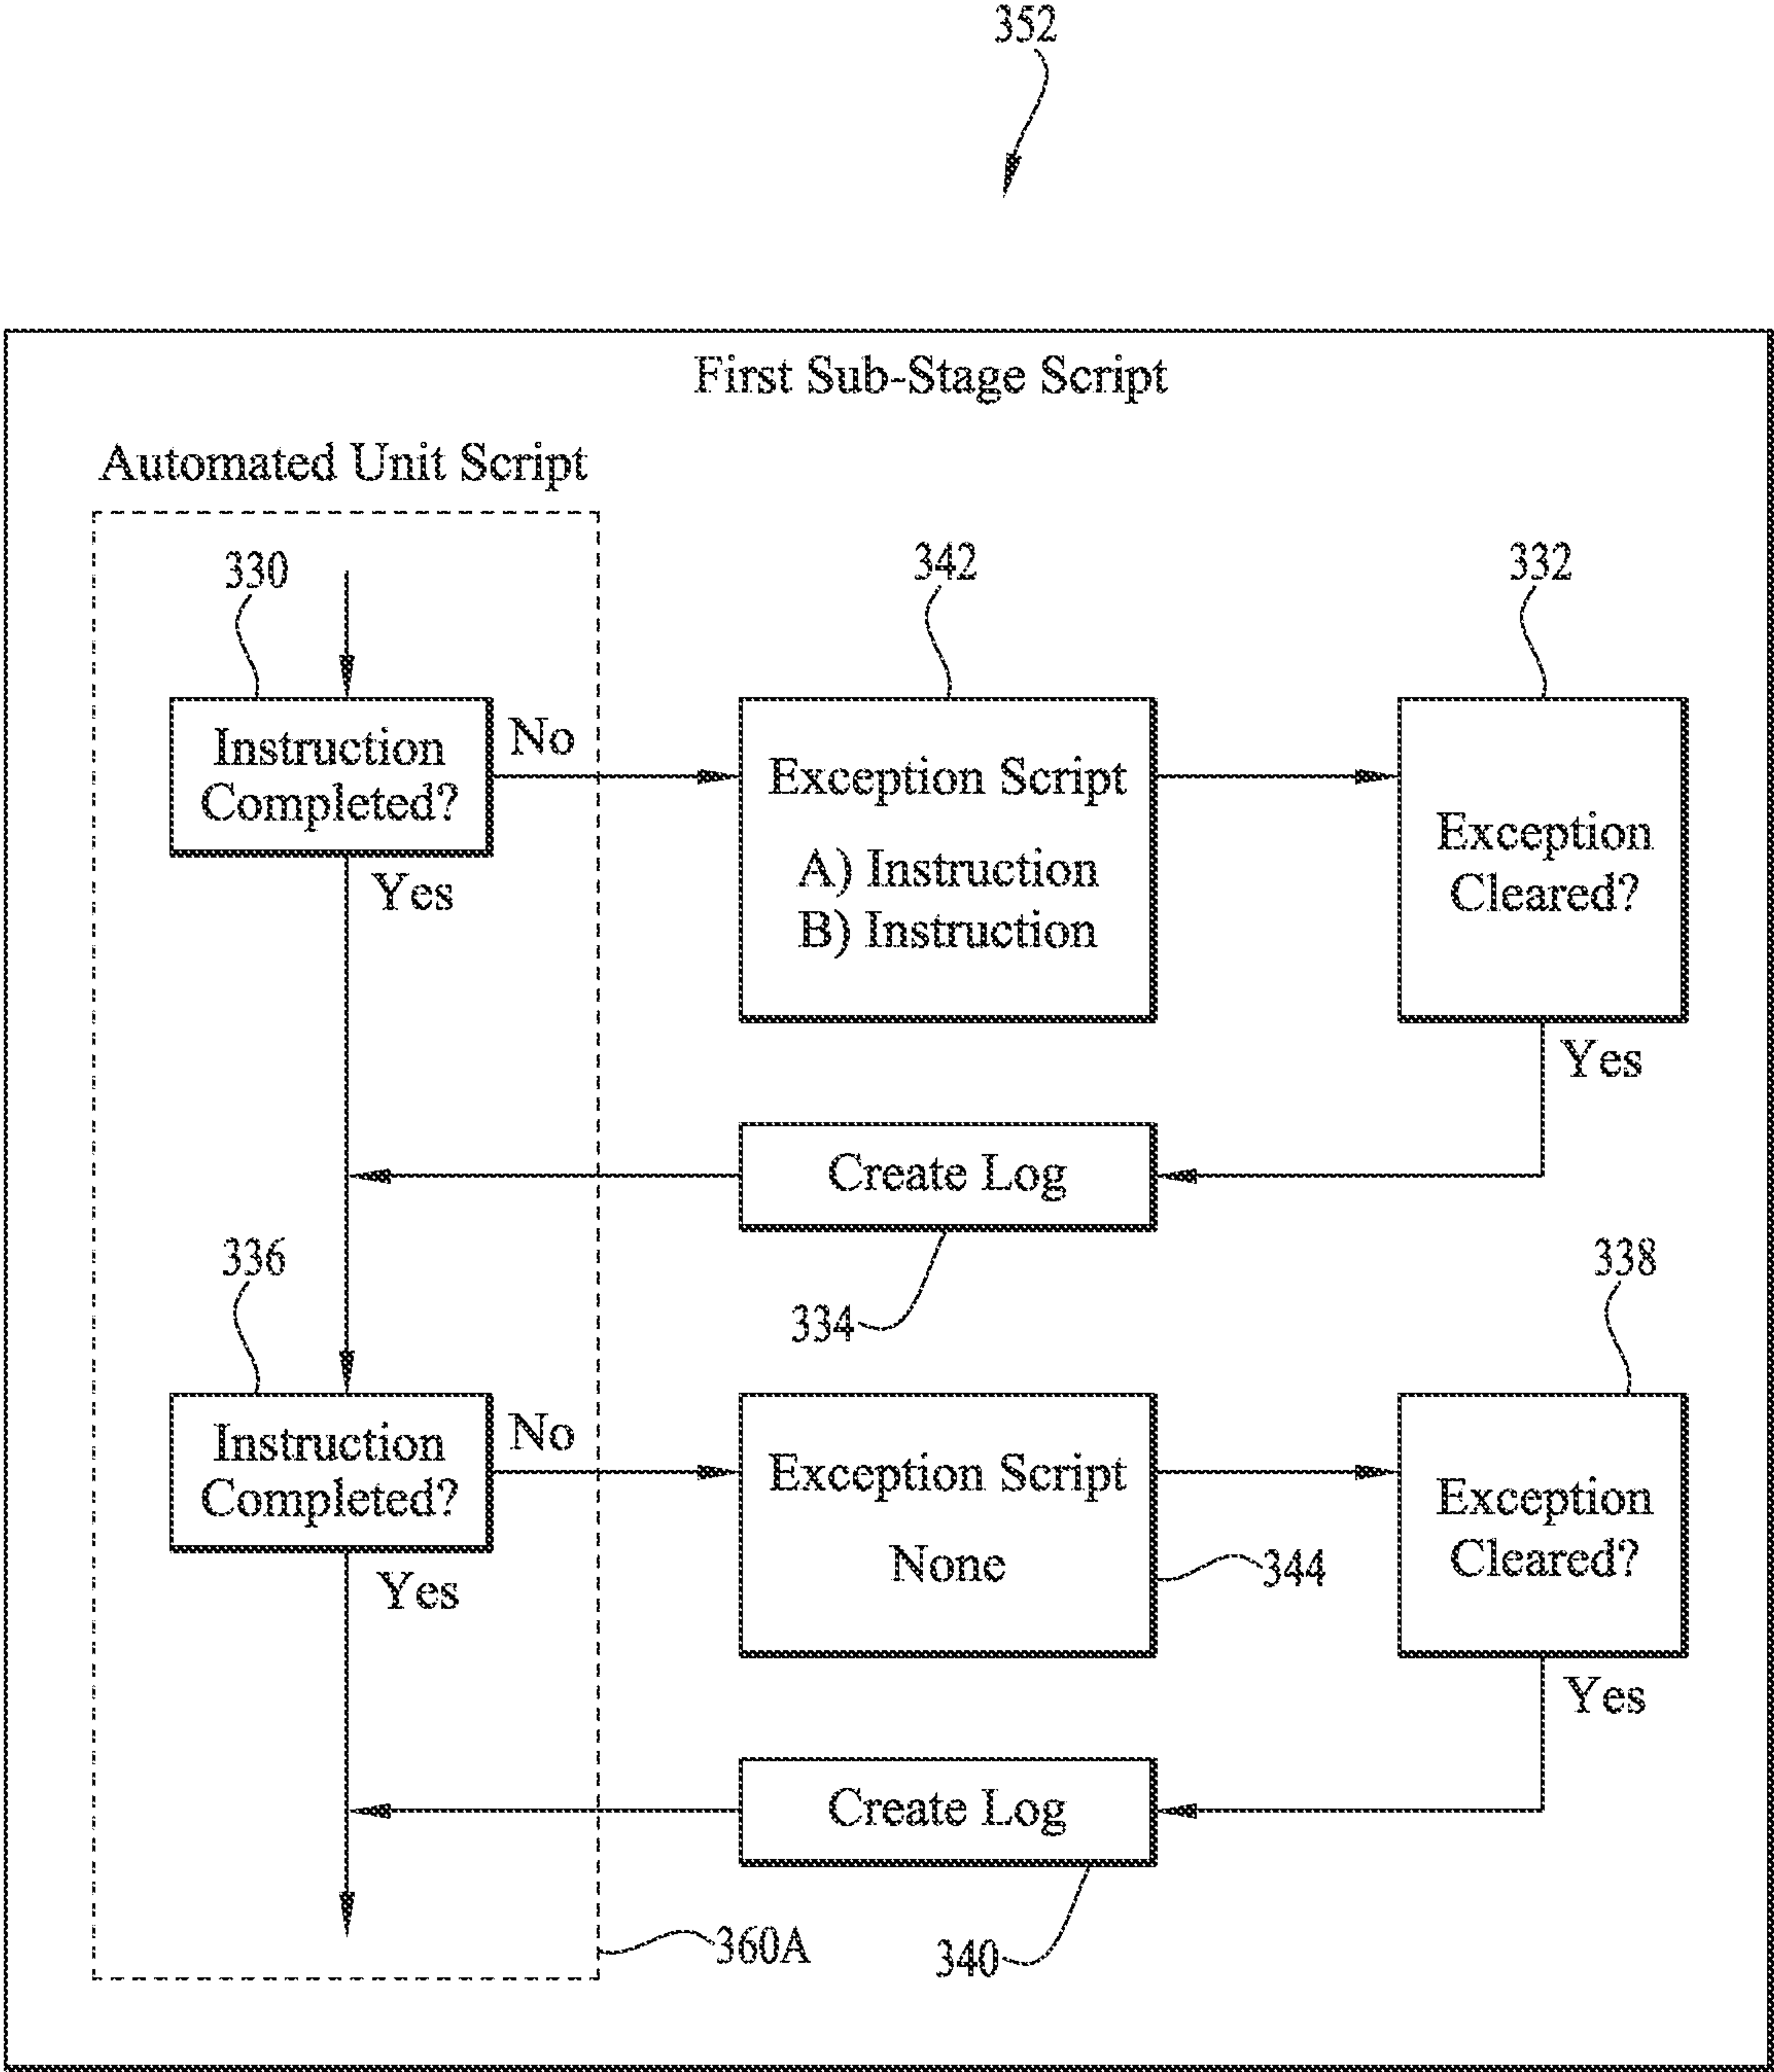 352
First Sub-Stage Script
Automated Unit Script
330
342
332
Instruction
Completed?
No
Yes
Exception Script
A) Instruction
B) Instruction
Exception
Cleared?
Yes
Create Log
334
336
338
Instruction
Completed?
No
Yes
Exception Script
None
344
Exception
Cleared?
Yes
Create Log
340
360A